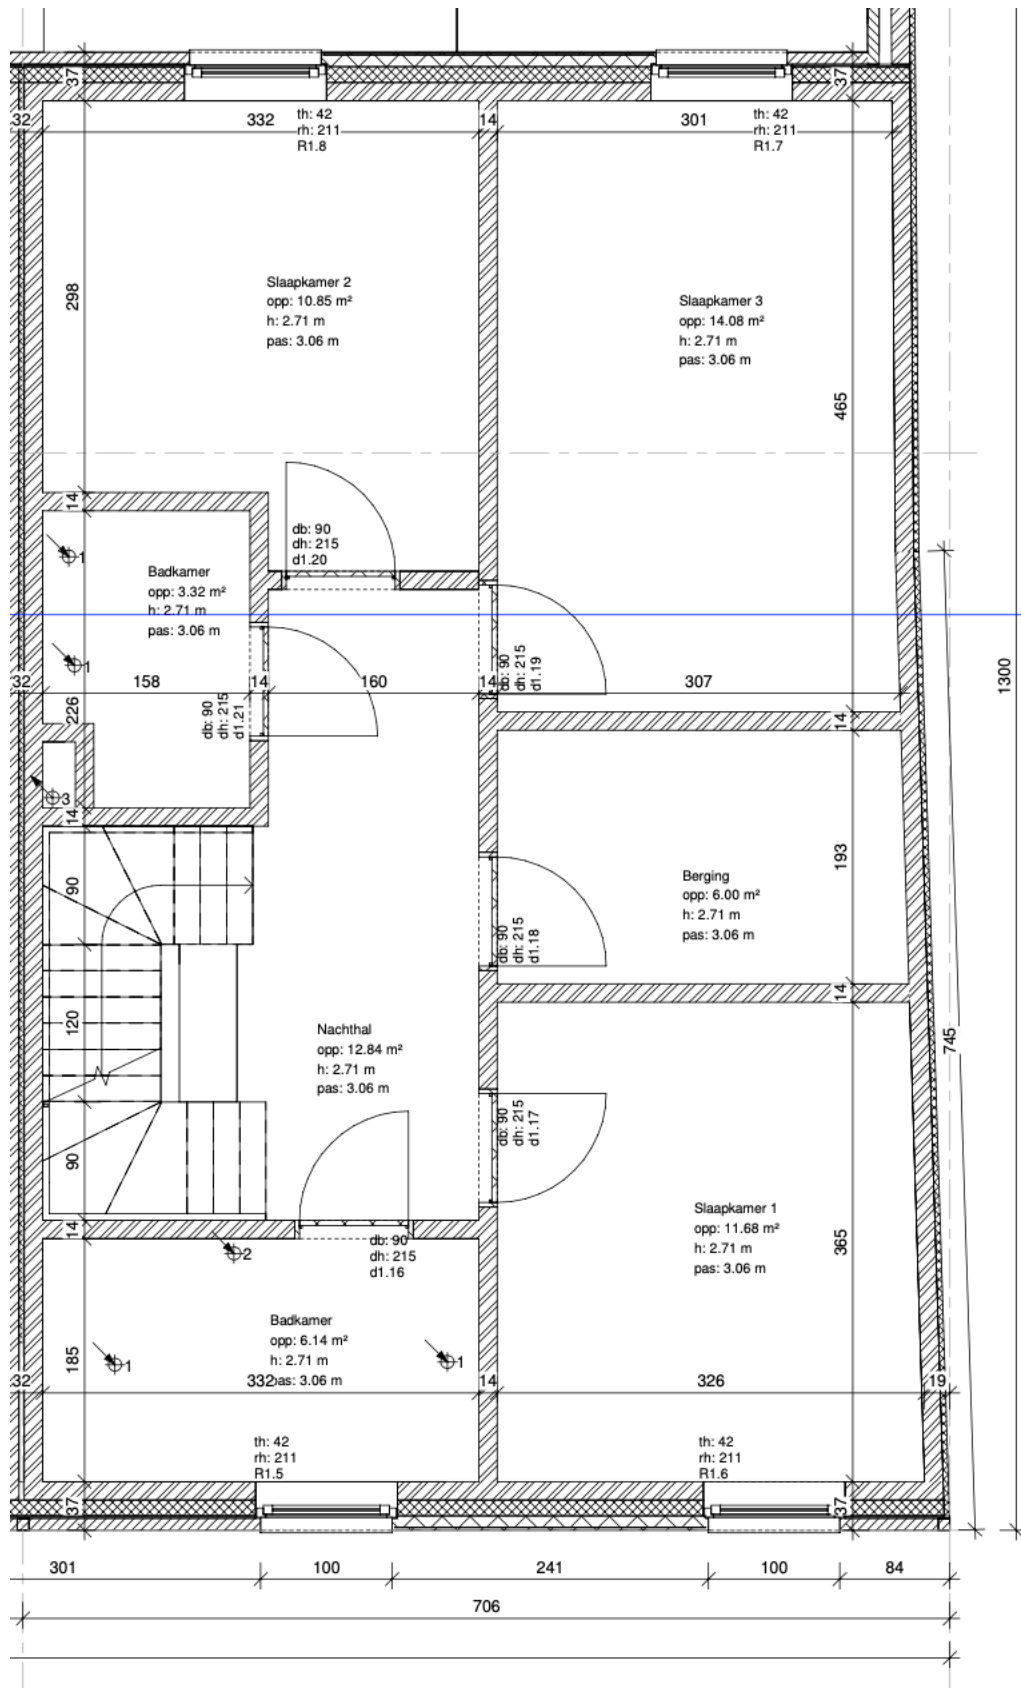 37
37
32
332
th: 42
rh: 211
R1.8
14
301
th: 42
rh: 211
R1.7
298
Slaapkamer 2
opp: 10.85 m²
h: 2.71 m
pas: 3.06 m
Slaapkamer 3
opp: 14.08 m²
h: 2.71 m
pas: 3.06 m
465
14
db: 90
dh: 215
d1.20
1
Badkamer
opp: 3.32 m²
h: 2.71 m
pas: 3.06 m
1
32
158
14
160
14
307
db: 90
dh: 215
d1.19
1300
226
db: 90
dh: 215
d1.21
14
3
14
90
193
Berging
opp: 6.00 m²
h: 2.71 m
pas: 3.06 m
db: 90
dh: 215
d1.18
14
120
Nachthal
opp: 12.84 m²
h: 2.71 m
pas: 3.06 m
745
db: 90
dh: 215
d1.17
90
Slaapkamer 1
opp: 11.68 m²
h: 2.71 m
pas: 3.06 m
365
14
2
db: 90
dh: 215
d1.16
Badkamer
opp: 6.14 m²
h: 2.71 m
pas: 3.06 m
185
1
1
32
332
14
326
19
th: 42
rh: 211
R1.5
th: 42
rh: 211
R1.6
37
37
301
100
241
100
84
706